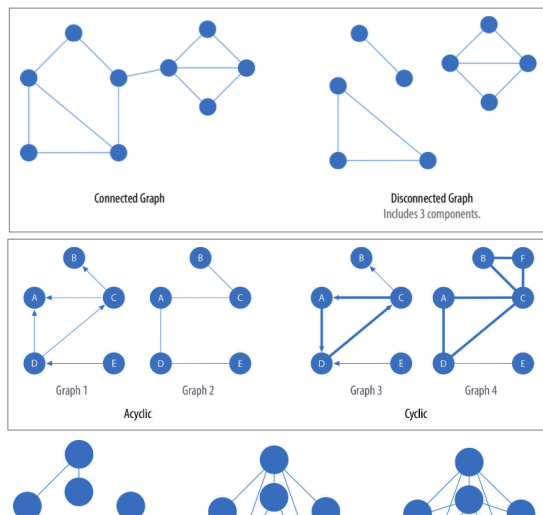 Connected Graph
Disconnected Graph
Includes 3 components.
B
A
C
D
E
Graph 1
B
A
C
D
E
Graph 2
Acyclic
B
A
C
D
E
Graph 3
B
F
A
C
D
E
Graph 4
Cyclic